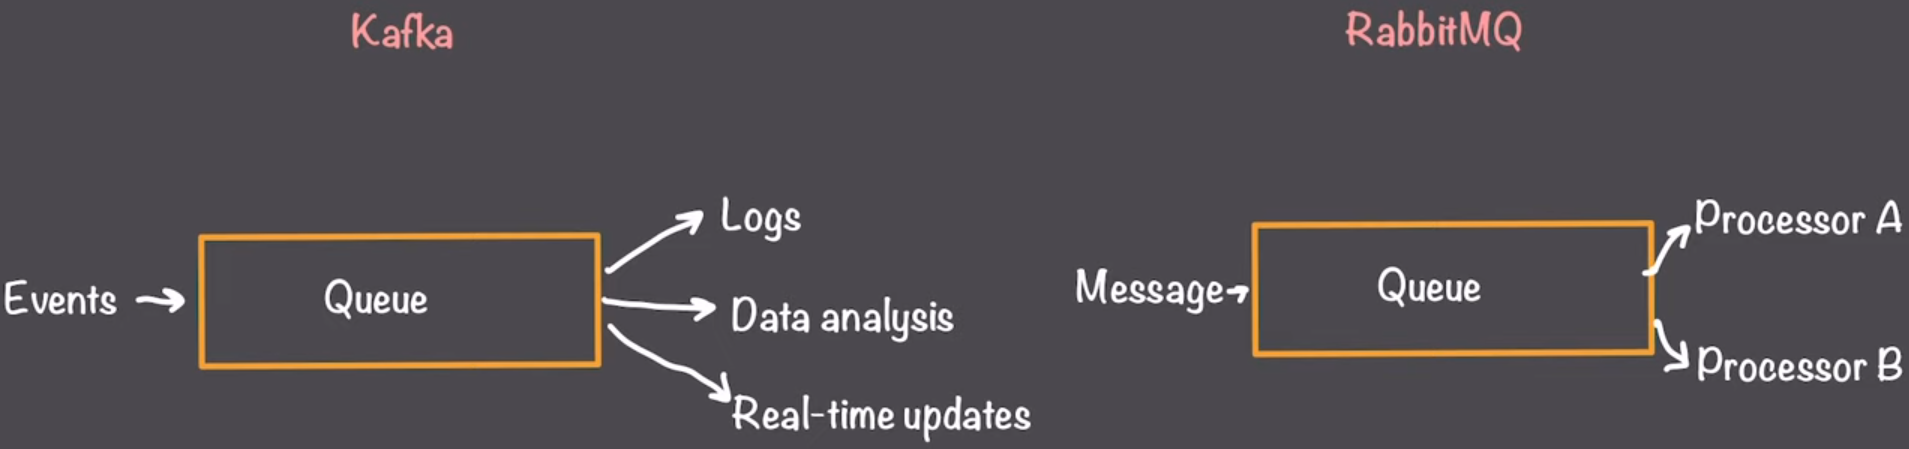 Kafka
RabbitMQ
Logs
Events
Queue
Data analysis
Real-time updates
Processor A
Message
Queue
Processor B